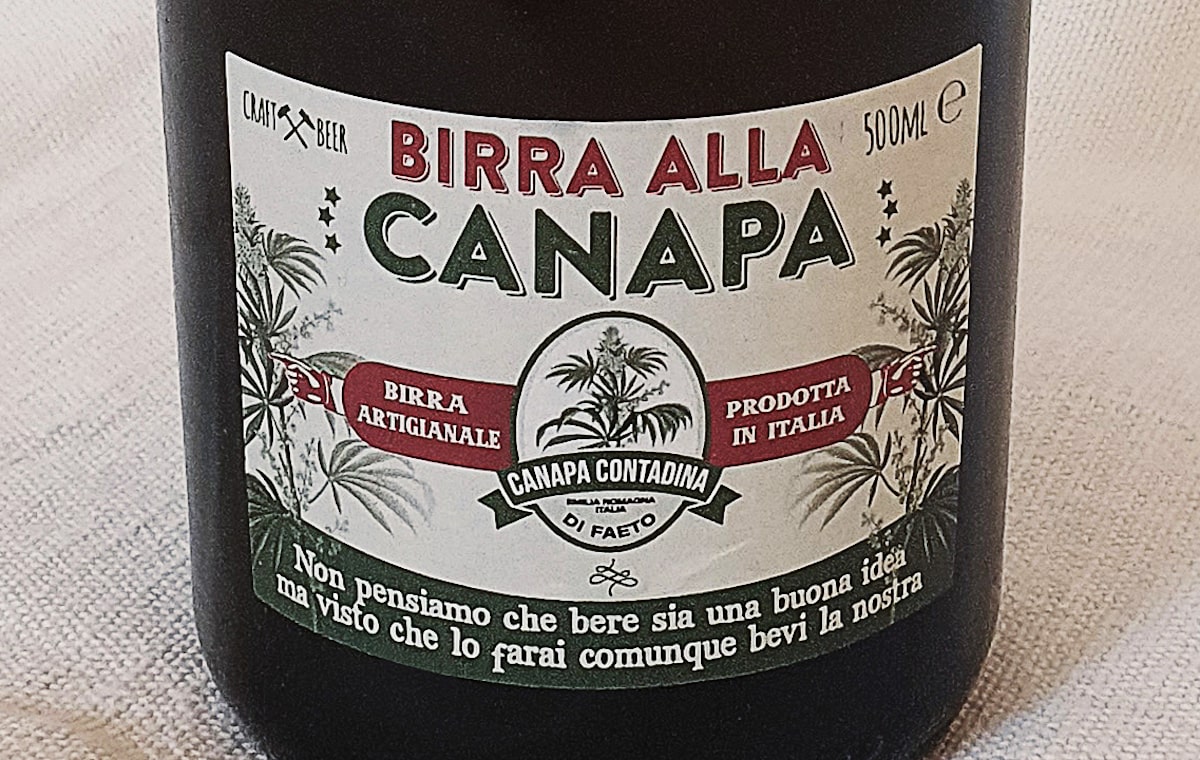 CRAFT BEER
500ML ℮
BIRRA ALLA
CANAPA
BIRRA
ARTIGIANALE
PRODOTTA
IN ITALIA
CANAPA CONTADINA
EMILIA ROMAGNA
ITALIA
DI FAETO
Non pensiamo che bere sia una buona idea
ma visto che lo farai comunque bevi la nostra